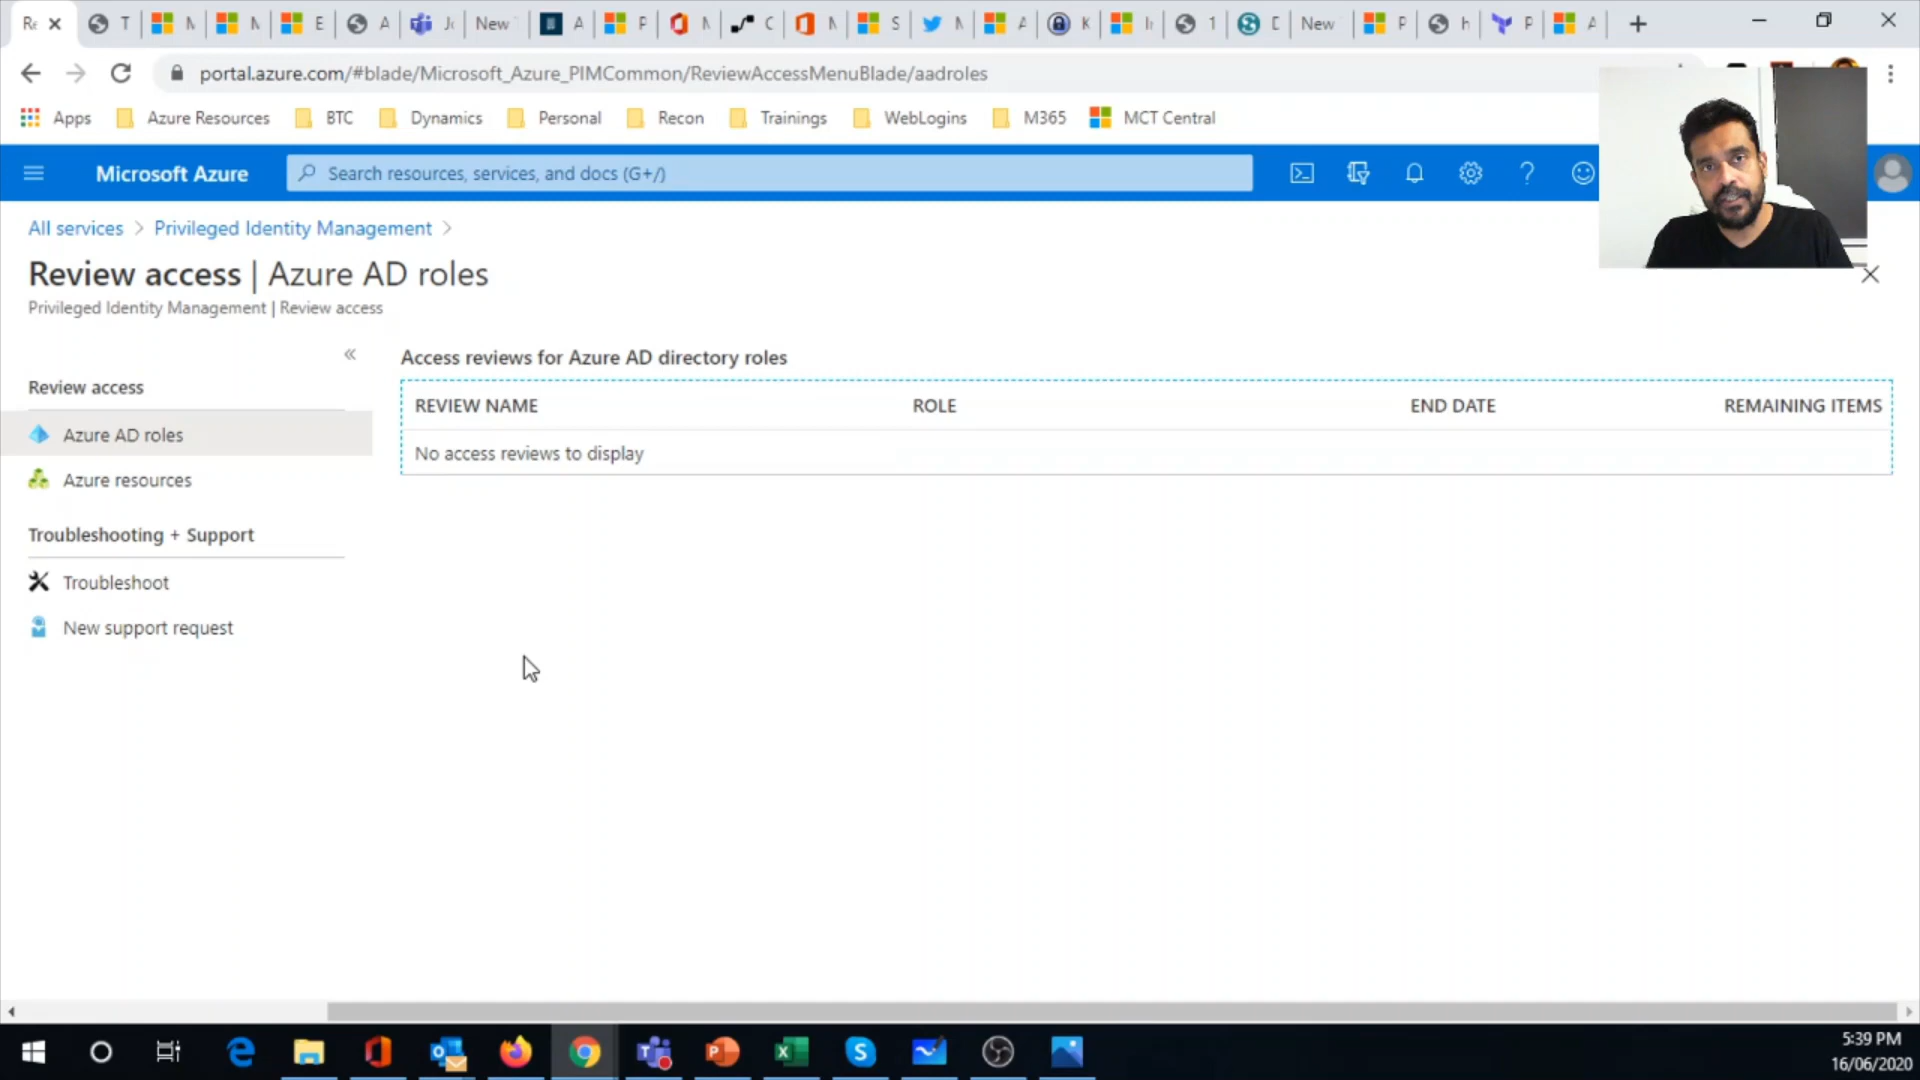 Re
T
M
M
E
A
Jo
New
A
P
M
C
M
S
M
A
K
In
1
D
New
P
h
P
A
portal.azure.com/#blade/Microsoft_Azure_PIMCommon/ReviewAccessMenuBlade/aadroles
Apps
Azure Resources
BTC
Dynamics
Personal
Recon
Trainings
WebLogins
M365
MCT Central
Microsoft Azure
Search resources, services, and docs (G+/)
All services > Privileged Identity Management >
Review access | Azure AD roles
Privileged Identity Management | Review access
Review access
Azure AD roles
Azure resources
Troubleshooting + Support
Troubleshoot
New support request
Access reviews for Azure AD directory roles
REVIEW NAME ROLE END DATE REMAINING ITEMS
No access reviews to display
5:39 PM
16/06/2020